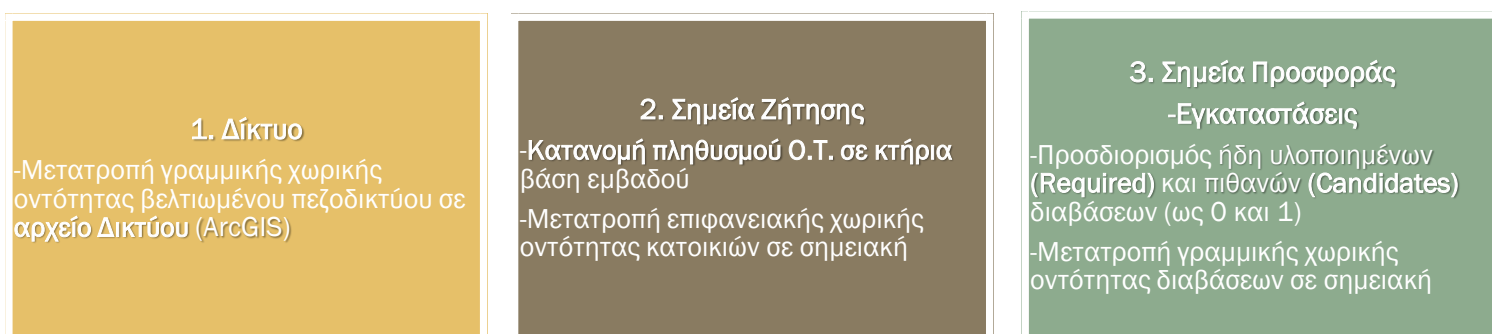 1. Δίκτυο
-Μετατροπή γραμμικής χωρικής
οντότητας βελτιωμένου πεζοδικτύου σε
αρχείο Δικτύου (ArcGIS)
2. Σημεία Ζήτησης
-Κατανομή πληθυσμού Ο.Τ. σε κτήρια
βάση εμβαδού
-Μετατροπή επιφανειακής χωρικής
οντότητας κατοικιών σε σημειακή
3. Σημεία Προσφοράς
-Εγκαταστάσεις
-Προσδιορισμός ήδη υλοποιημένων
(Required) και πιθανών (Candidates)
διαβάσεων (ως 0 και 1)
-Μετατροπή γραμμικής χωρικής
οντότητας διαβάσεων σε σημειακή